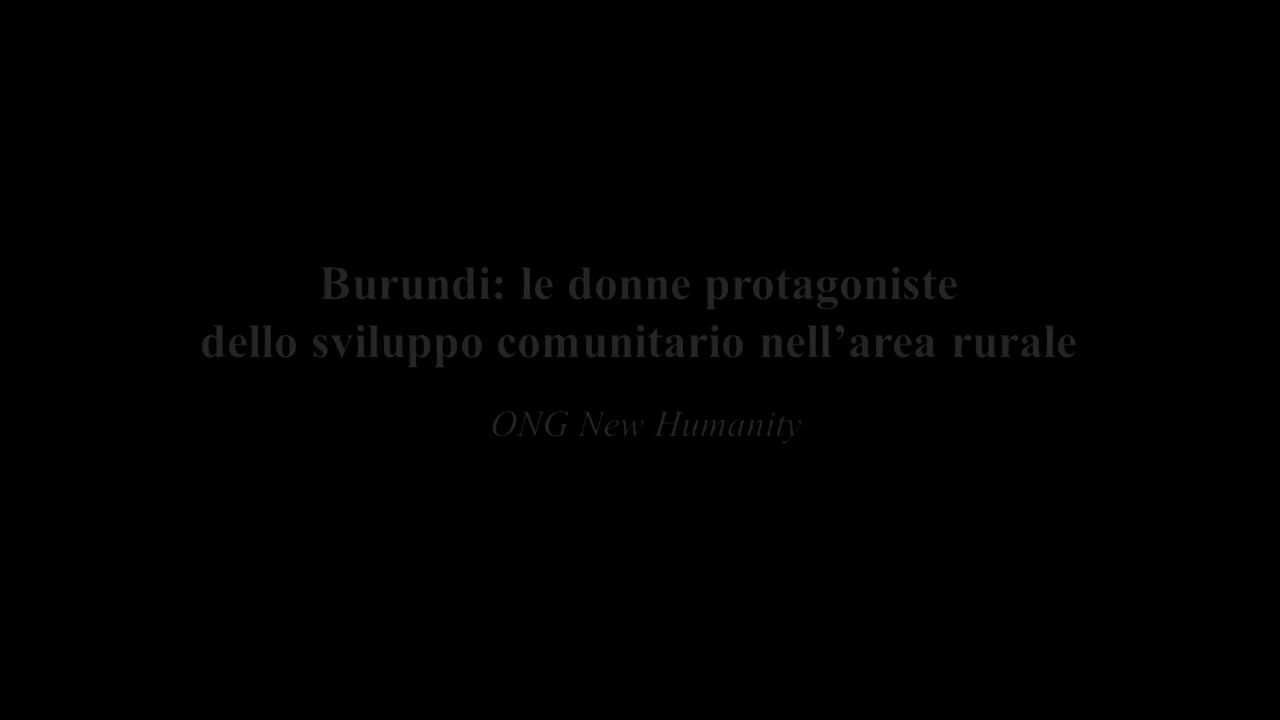 Burundi: le donne protagoniste
dello sviluppo comunitario nell’area rurale
ONG New Humanity